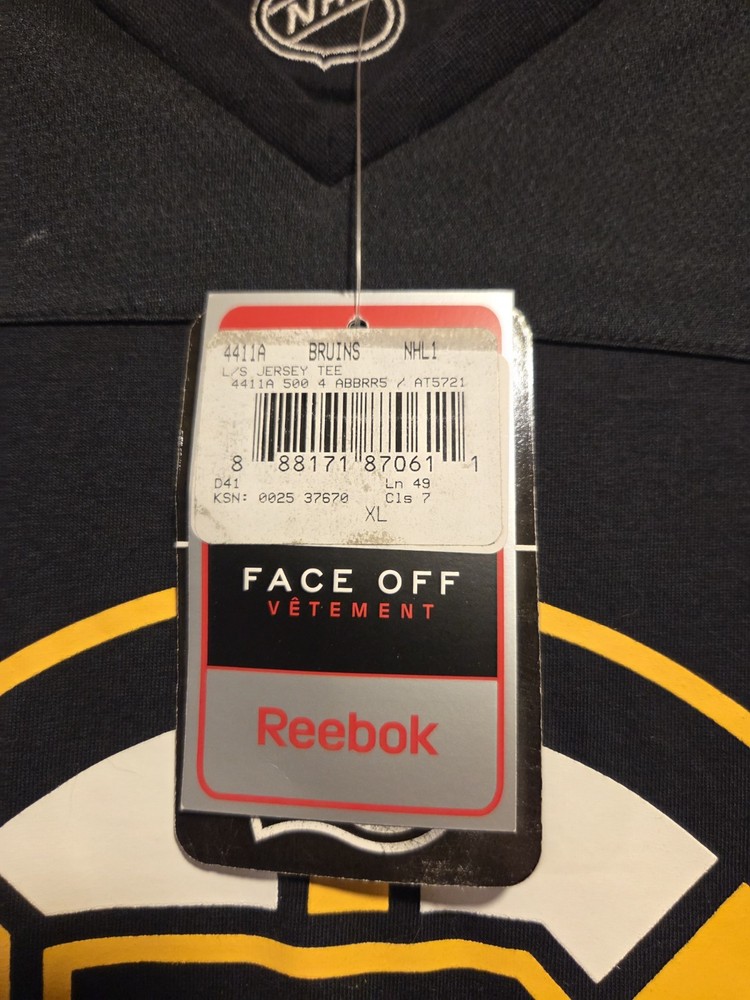 NHL
4411A BRUINS NHL1
L/S JERSEY TEE
4411A 500 4 ABBRR5 / AT5721
8 88171 87061 1
D41 Ln 49
KSN: 0025 37670 Cls 7
XL
FACE OFF
VÊTEMENT
Reebok